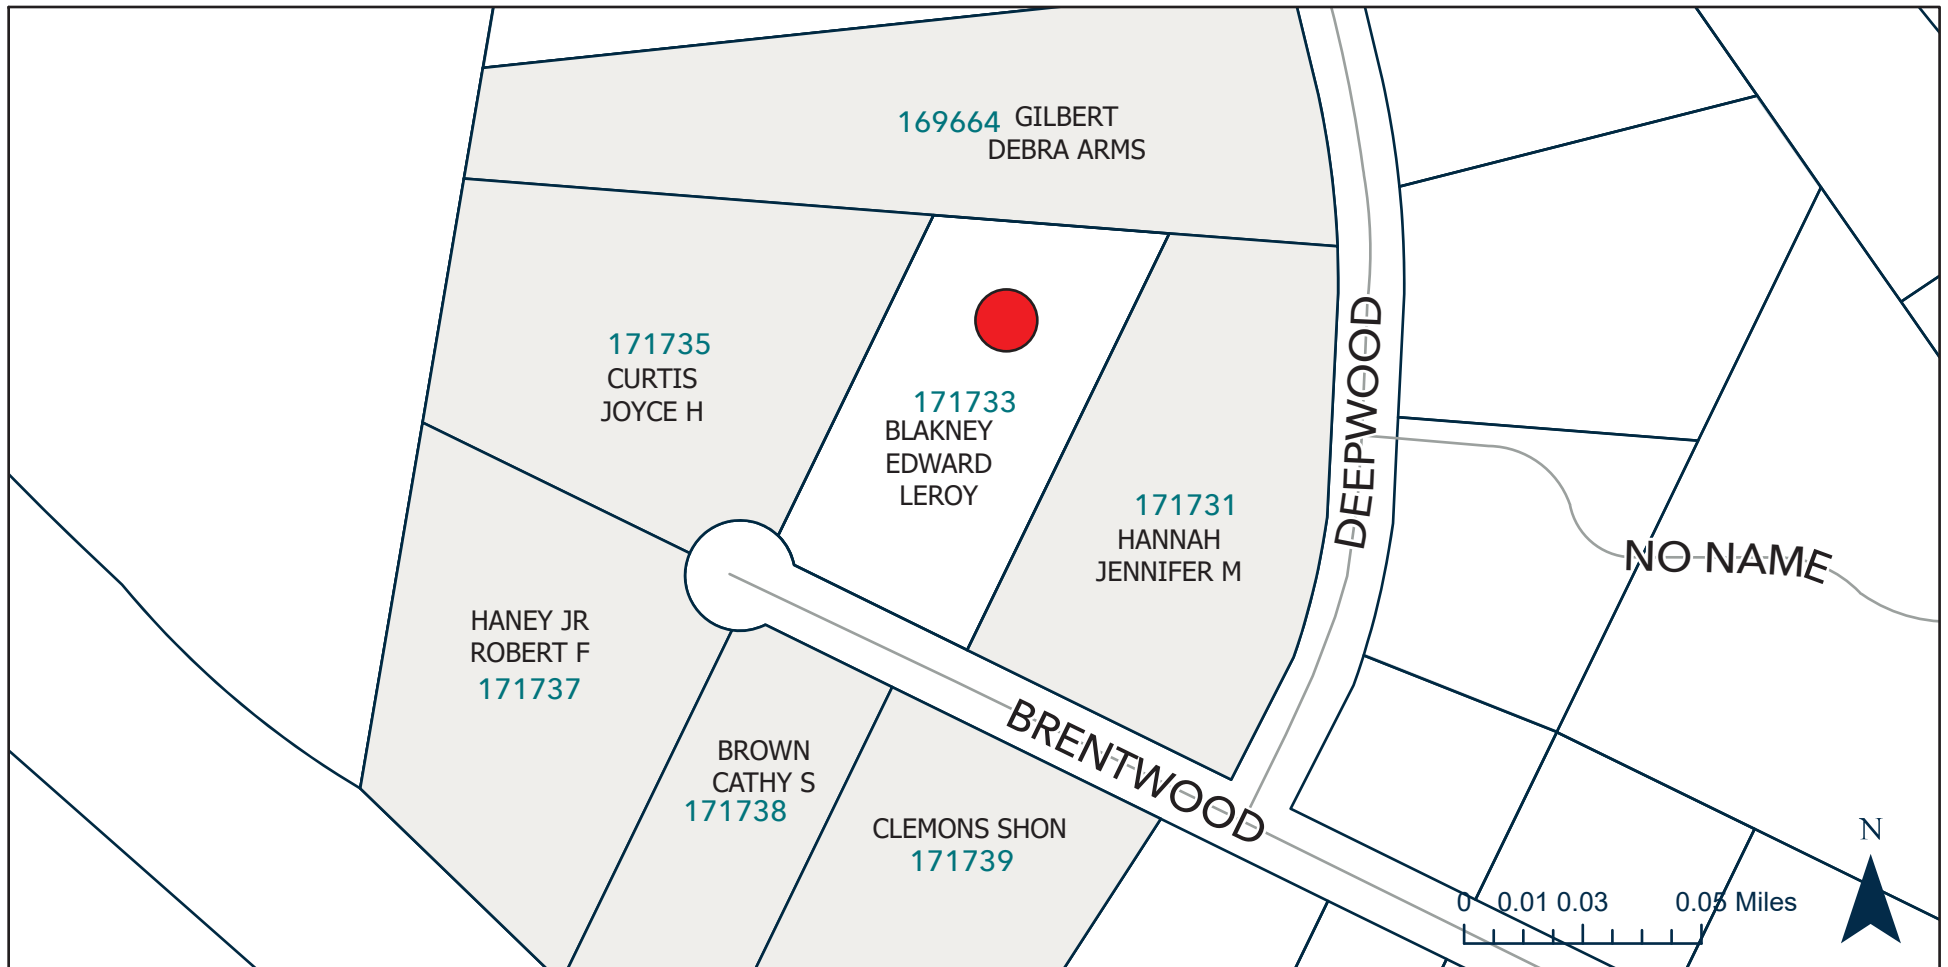 169664 GILBERT
DEBRA ARMS
171735
CURTIS
JOYCE H
171733
BLAKNEY
EDWARD
LEROY
171731
HANNAH
JENNIFER M
DEEPWOOD
NO NAME
HANEY JR
ROBERT F
171737
BRENTWOOD
BROWN
CATHY S
171738
CLEMONS SHON
171739
N
0 0.01 0.03 0.05 Miles